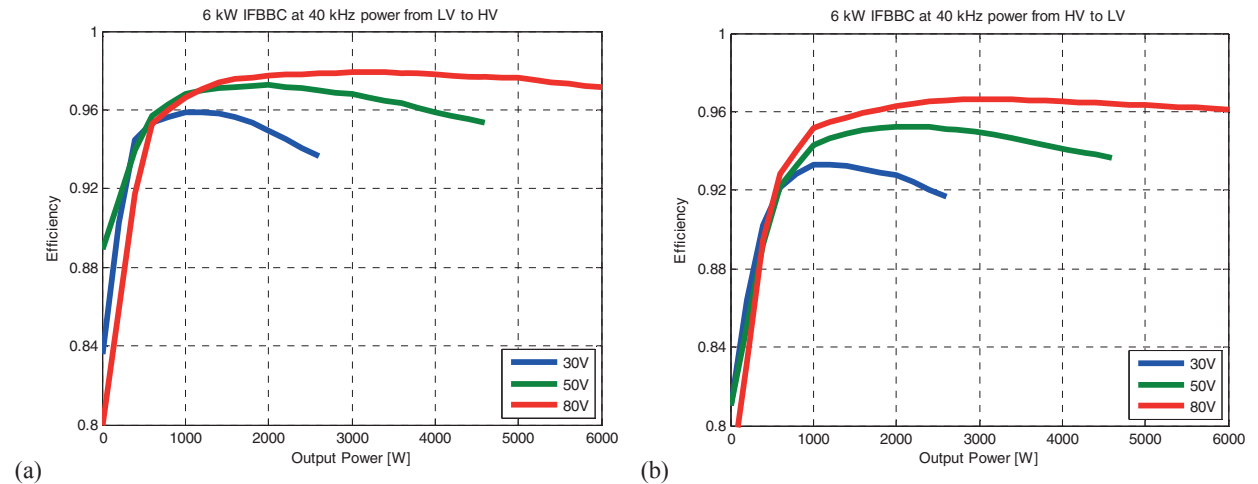 6 kW IFBBC at 40 kHz power from LV to HV
1
0.96
0.92
0.88
0.84
0.8
Efficiency
0
1000
2000
3000
4000
5000
6000
Output Power [W]
30V
50V
80V
(a)
6 kW IFBBC at 40 kHz power from HV to LV
1
0.96
0.92
0.88
0.84
0.8
Efficiency
0
1000
2000
3000
4000
5000
6000
Output Power [W]
30V
50V
80V
(b)